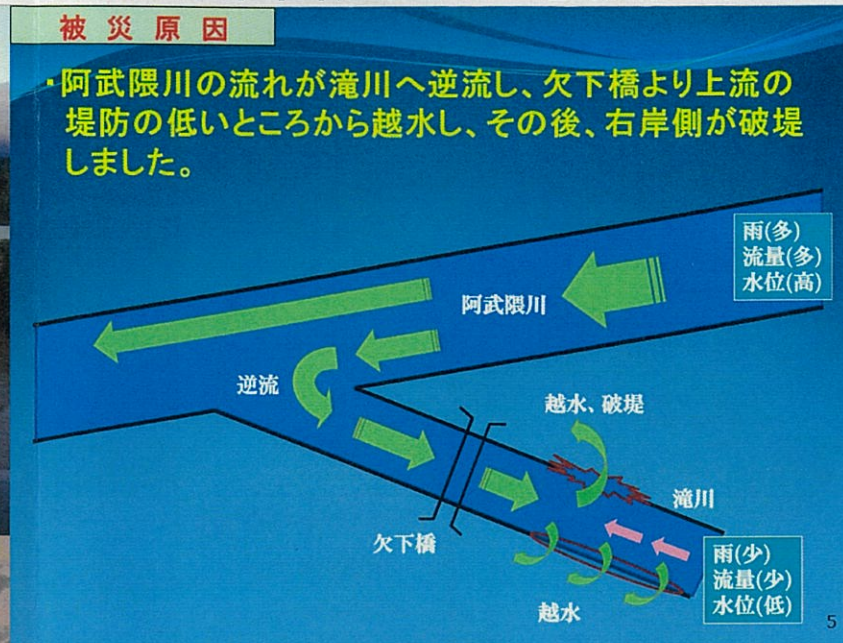 被災原因
・阿武隈川の流れが滝川へ逆流し、欠下橋より上流の
堤防の低いところから越水し、その後、右岸側が破堤
しました。
雨(多)
流量(多)
水位(高)
阿武隈川
逆流
越水、破堤
滝川
欠下橋
雨(少)
流量(少)
水位(低)
越水
5